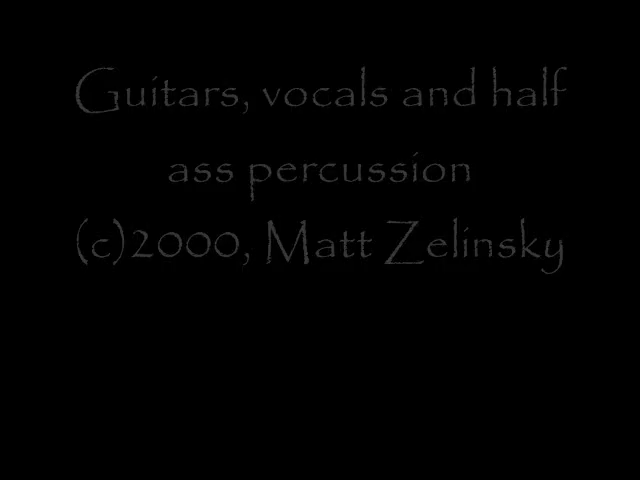 Guitars, vocals and half
ass percussion
(c)2000, Matt Zelinsky